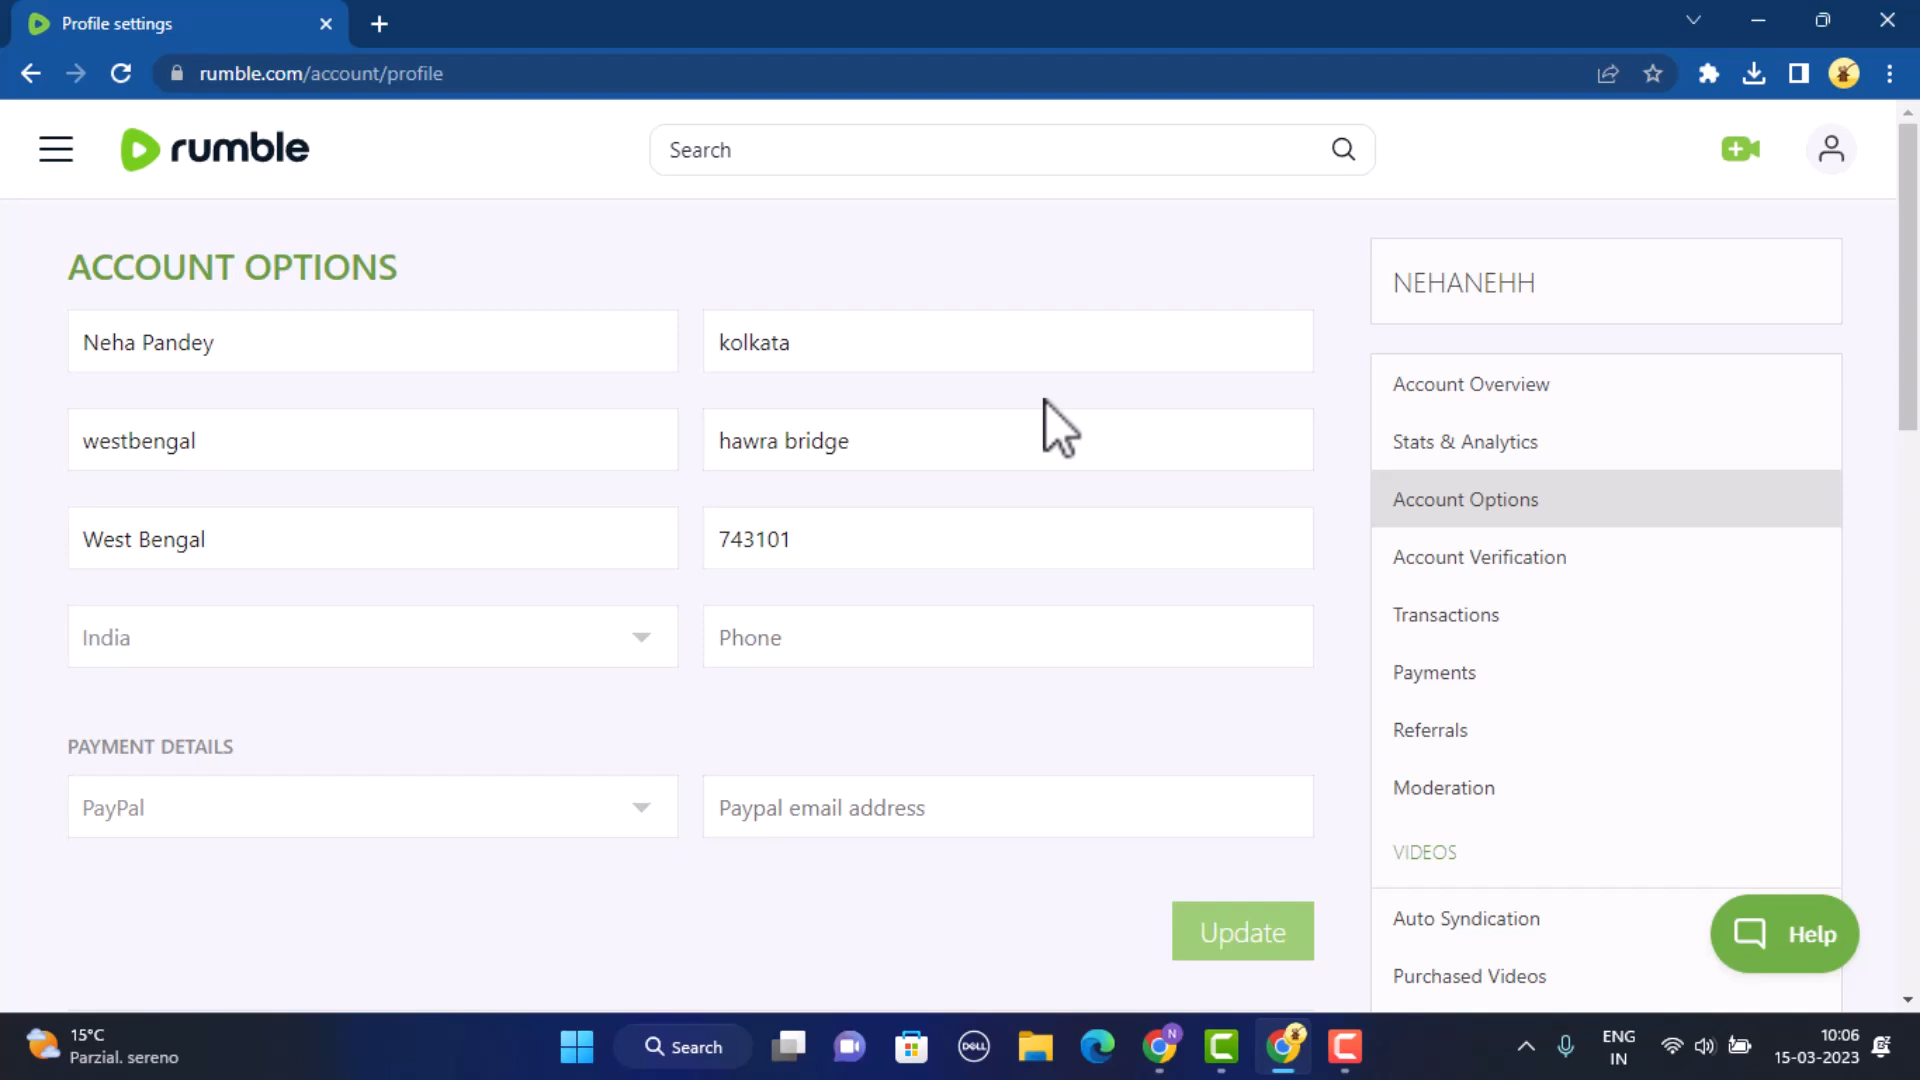 Profile settings
rumble.com/account/profile
rumble
Search
ACCOUNT OPTIONS
Neha Pandey
kolkata
westbengal
hawra bridge
West Bengal
743101
India
Phone
PAYMENT DETAILS
PayPal
Paypal email address
Update
NEHANEHH
Account Overview
Stats & Analytics
Account Options
Account Verification
Transactions
Payments
Referrals
Moderation
VIDEOS
Auto Syndication
Purchased Videos
Help
15°C
Parzial. sereno
Search
DELL
N
ENG
IN
10:06
15-03-2023